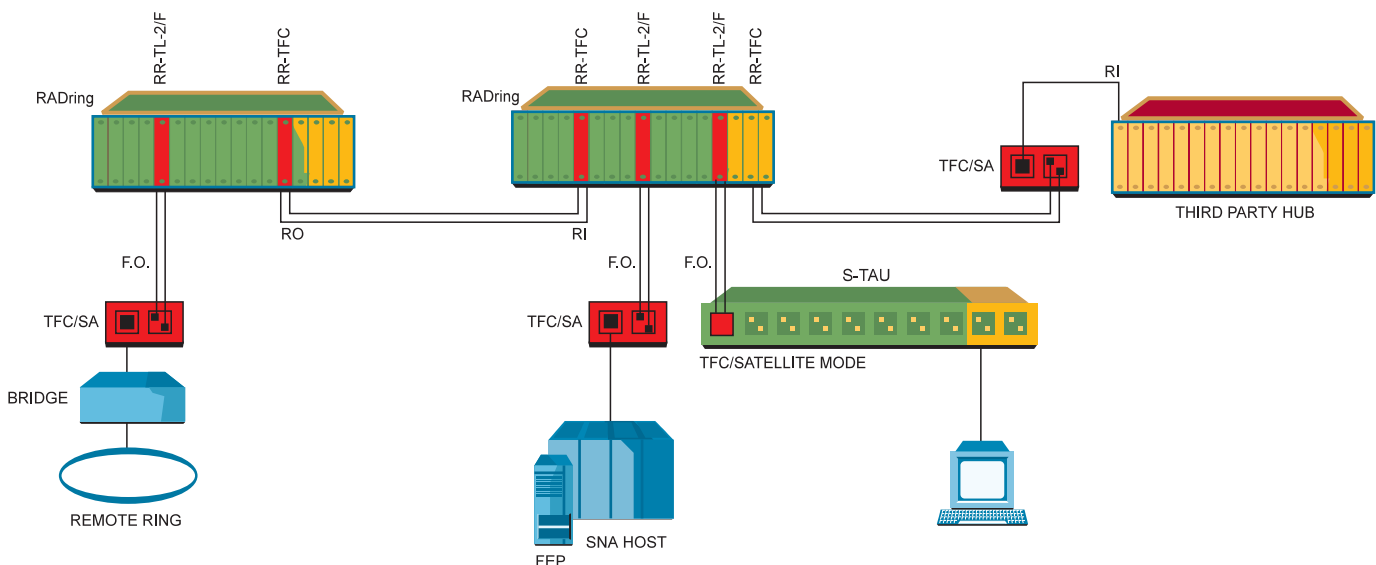 RR-TL-2/F
RR-TFC
RR-TFC
RR-TL-2/F
RR-TL-2/F
RR-TFC
RADring
RADring
RI
TFC/SA
THIRD PARTY HUB
RO
RI
F.O.
F.O.
F.O.
S-TAU
TFC/SA
TFC/SA
TFC/SATELLITE MODE
BRIDGE
REMOTE RING
SNA HOST
FEP